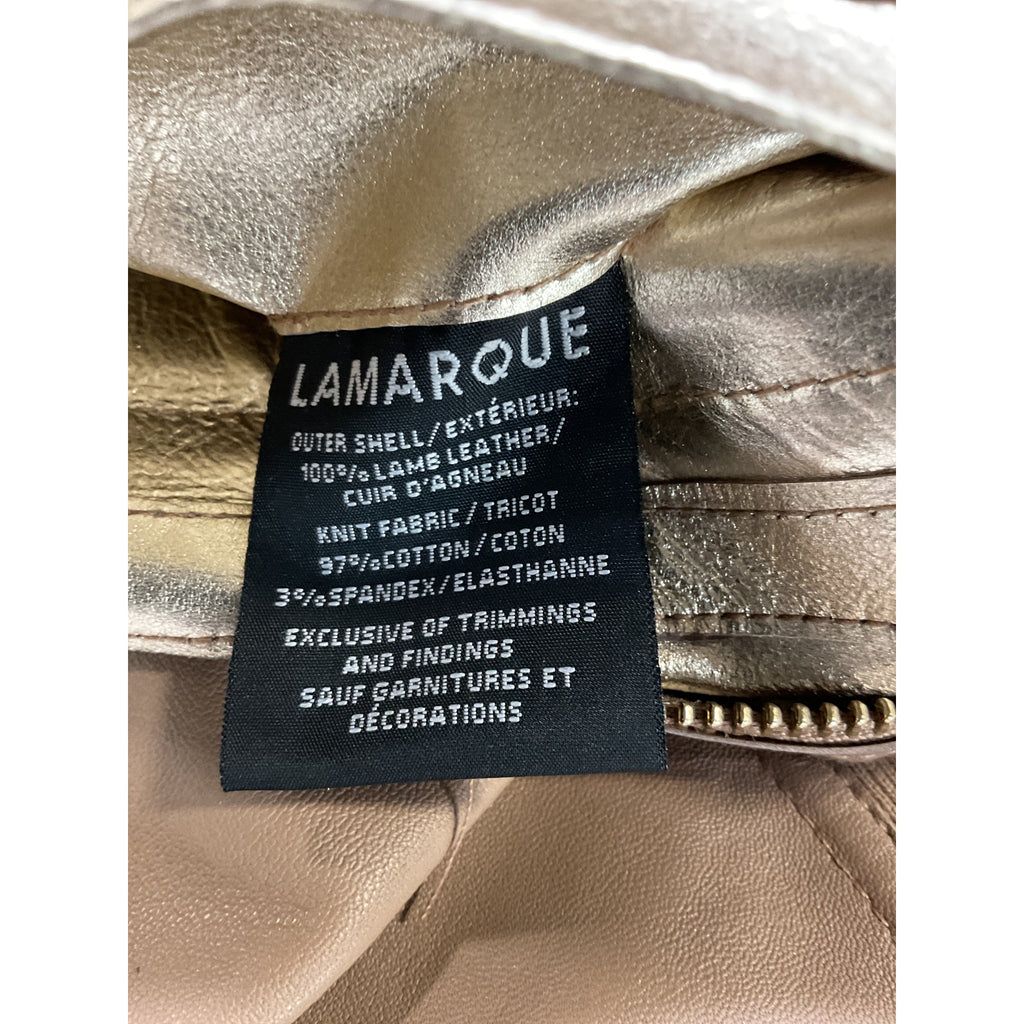 LAMARQUE
OUTER SHELL/EXTÉRIEUR:
100% LAMB LEATHER/
CUIR D'AGNEAU
KNIT FABRIC/TRICOT
97% COTTON/COTON
3% SPANDEX/ELASTHANNE
EXCLUSIVE OF TRIMMINGS
AND FINDINGS
SAUF GARNITURES ET
DÉCORATIONS